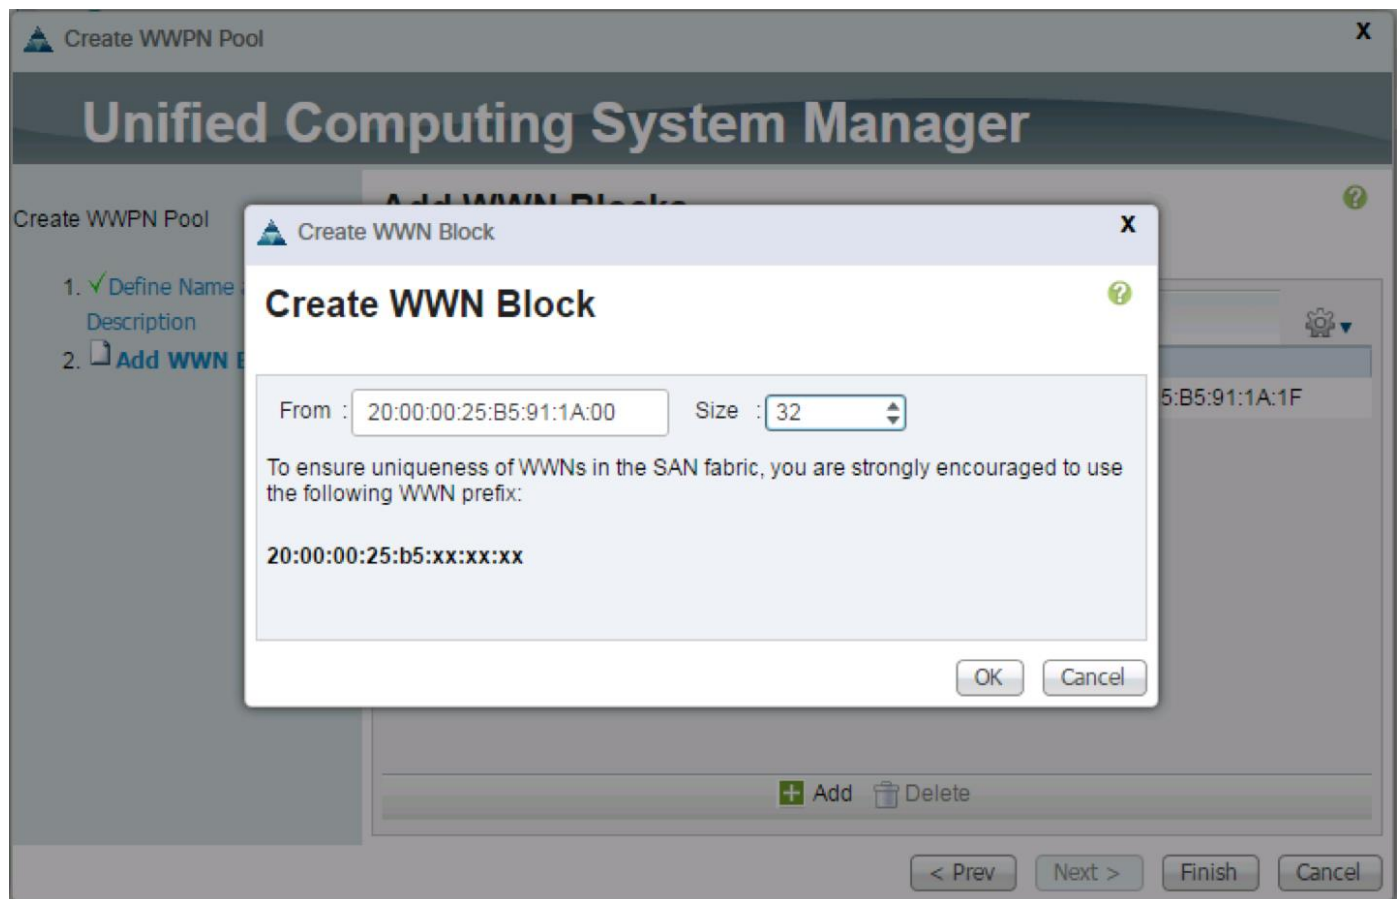 Create WWPN Pool X
Unified Computing System Manager
Create WWPN Pool
1. Define Name
Description
2. Add WWN
Create WWN Block X
Create WWN Block
From : 20:00:00:25:B5:91:1A:00 Size : 32
5:B5:91:1A:1F
To ensure uniqueness of WWNs in the SAN fabric, you are strongly encouraged to use
the following WWN prefix:
20:00:00:25:b5:xx:xx:xx
OK Cancel
Add Delete
< Prev Next > Finish Cancel